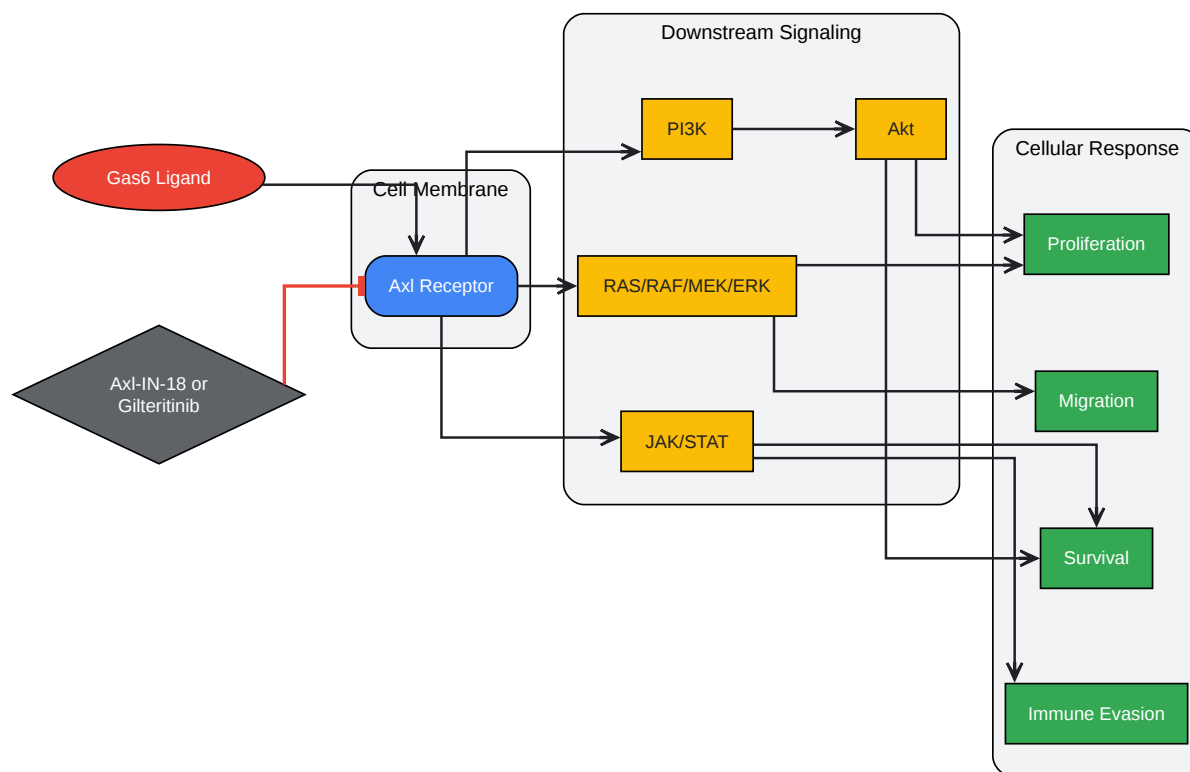 Downstream Signaling
PI3K
Akt
Cellular Response
Gas6 Ligand
Cell Membrane
Proliferation
Axl Receptor
RAS/RAF/MEK/ERK
Axl-IN-18 or
Gilteritinib
Migration
JAK/STAT
Survival
Immune Evasion